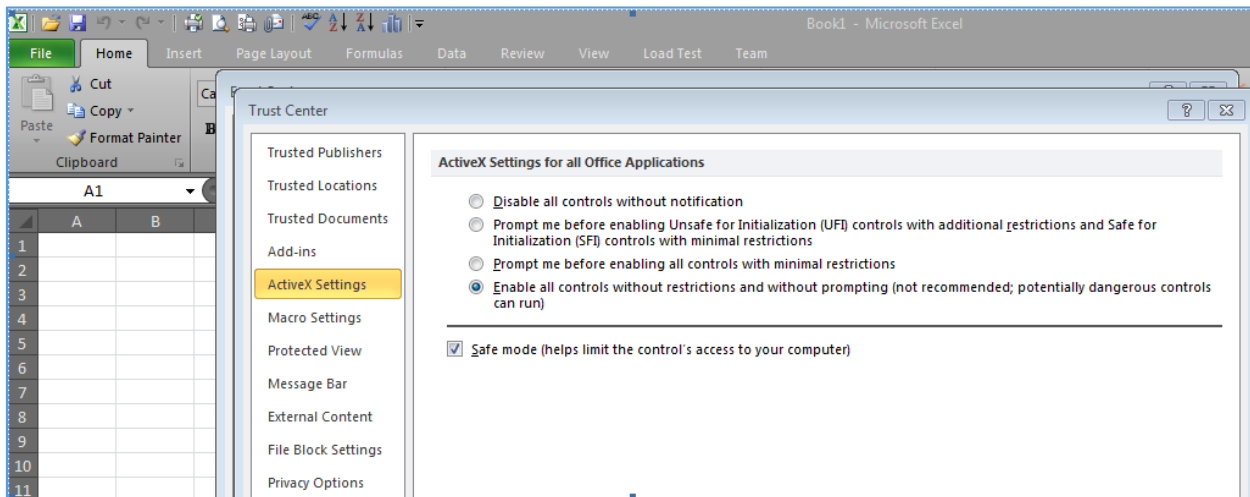 Book1 - Microsoft Excel
File Home Insert Page Layout Formulas Data Review View Load Test Team
Cut
Copy
Paste
Format Painter
Clipboard
Ca
B
A1
A B
1
2
3
4
5
6
7
8
9
10
11
Trust Center
Trusted Publishers
Trusted Locations
Trusted Documents
Add-ins
ActiveX Settings
Macro Settings
Protected View
Message Bar
External Content
File Block Settings
Privacy Options
ActiveX Settings for all Office Applications
Disable all controls without notification
Prompt me before enabling Unsafe for Initialization (UFI) controls with additional restrictions and Safe for
Initialization (SFI) controls with minimal restrictions
Prompt me before enabling all controls with minimal restrictions
Enable all controls without restrictions and without prompting (not recommended; potentially dangerous controls
can run)
Safe mode (helps limit the control's access to your computer)